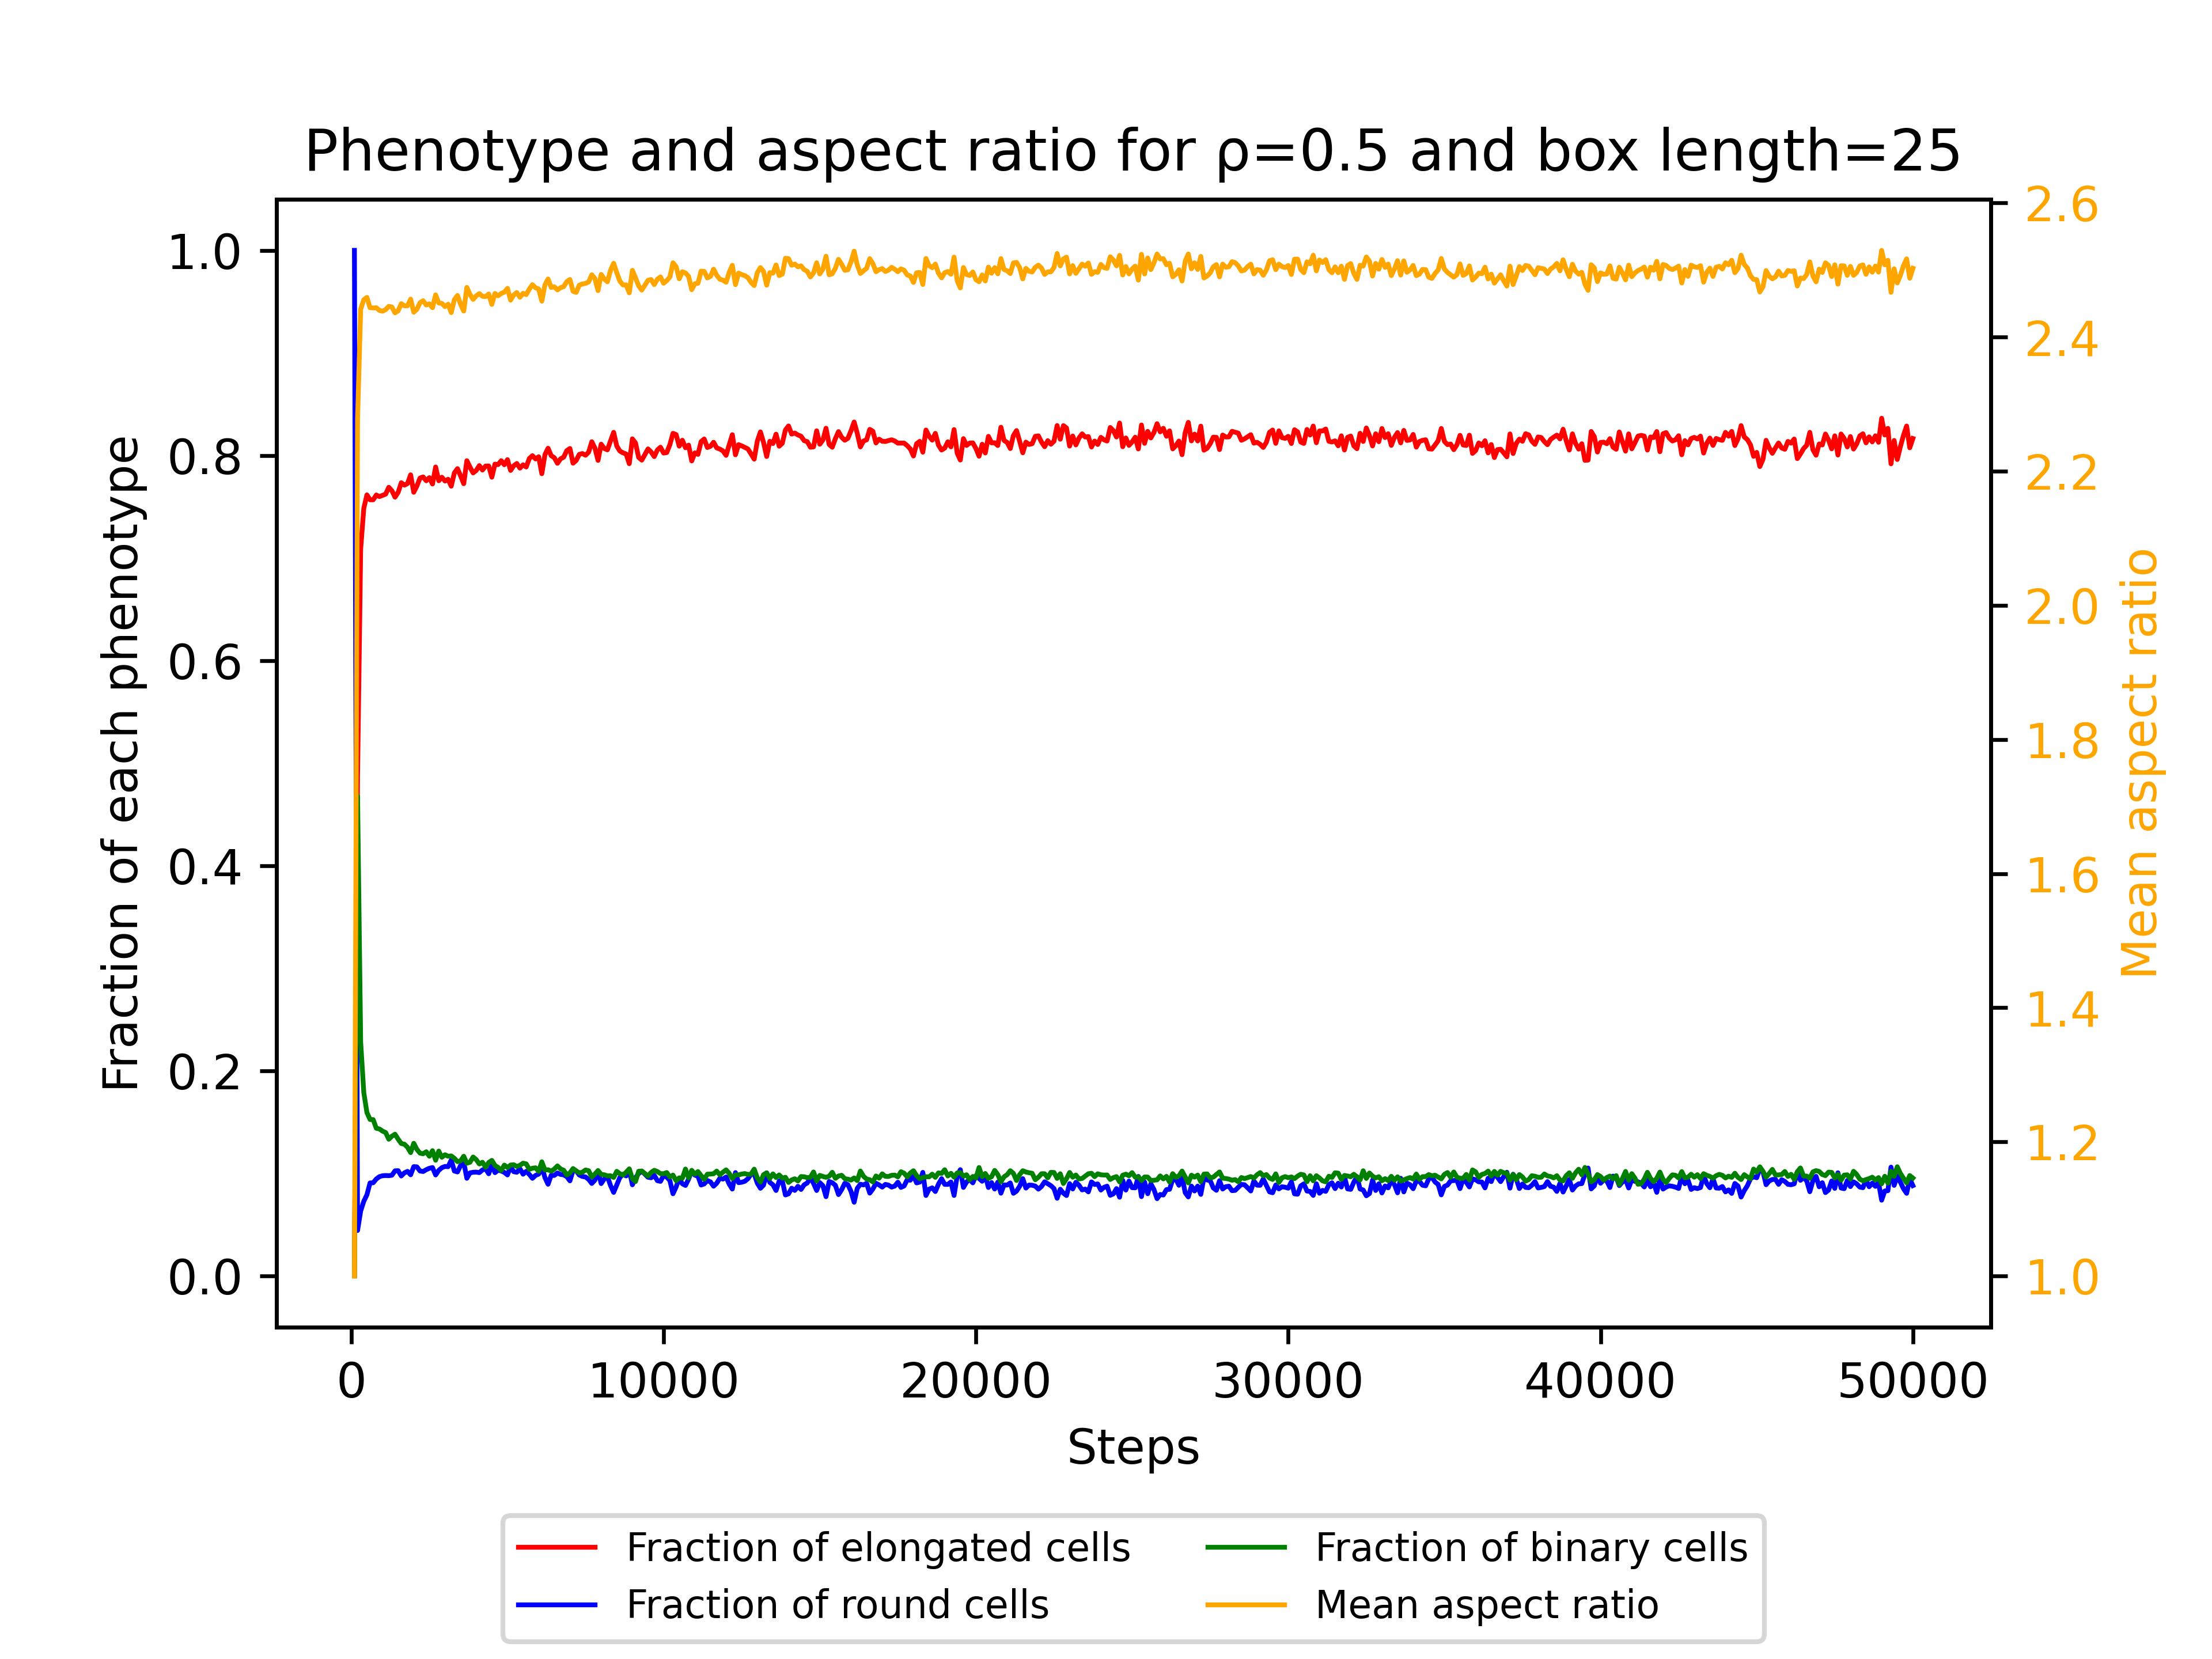 Phenotype and aspect ratio for ρ=0.5 and box length=25
Fraction of each phenotype
1.0
0.8
0.6
0.4
0.2
0.0
2.6
2.4
2.2
2.0
1.8
1.6
1.4
1.2
1.0
Mean aspect ratio
0 10000 20000 30000 40000 50000
Steps
Fraction of elongated cells
Fraction of round cells
Fraction of binary cells
Mean aspect ratio